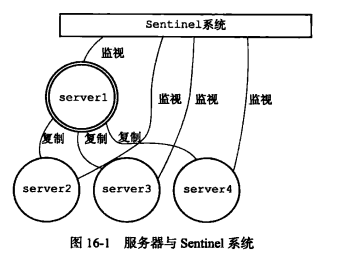 Sentinel系统
监视
server1
监视 监视 监视
复制 复制 复制
server2 server3 server4
图 16-1 服务器与 Sentinel 系统